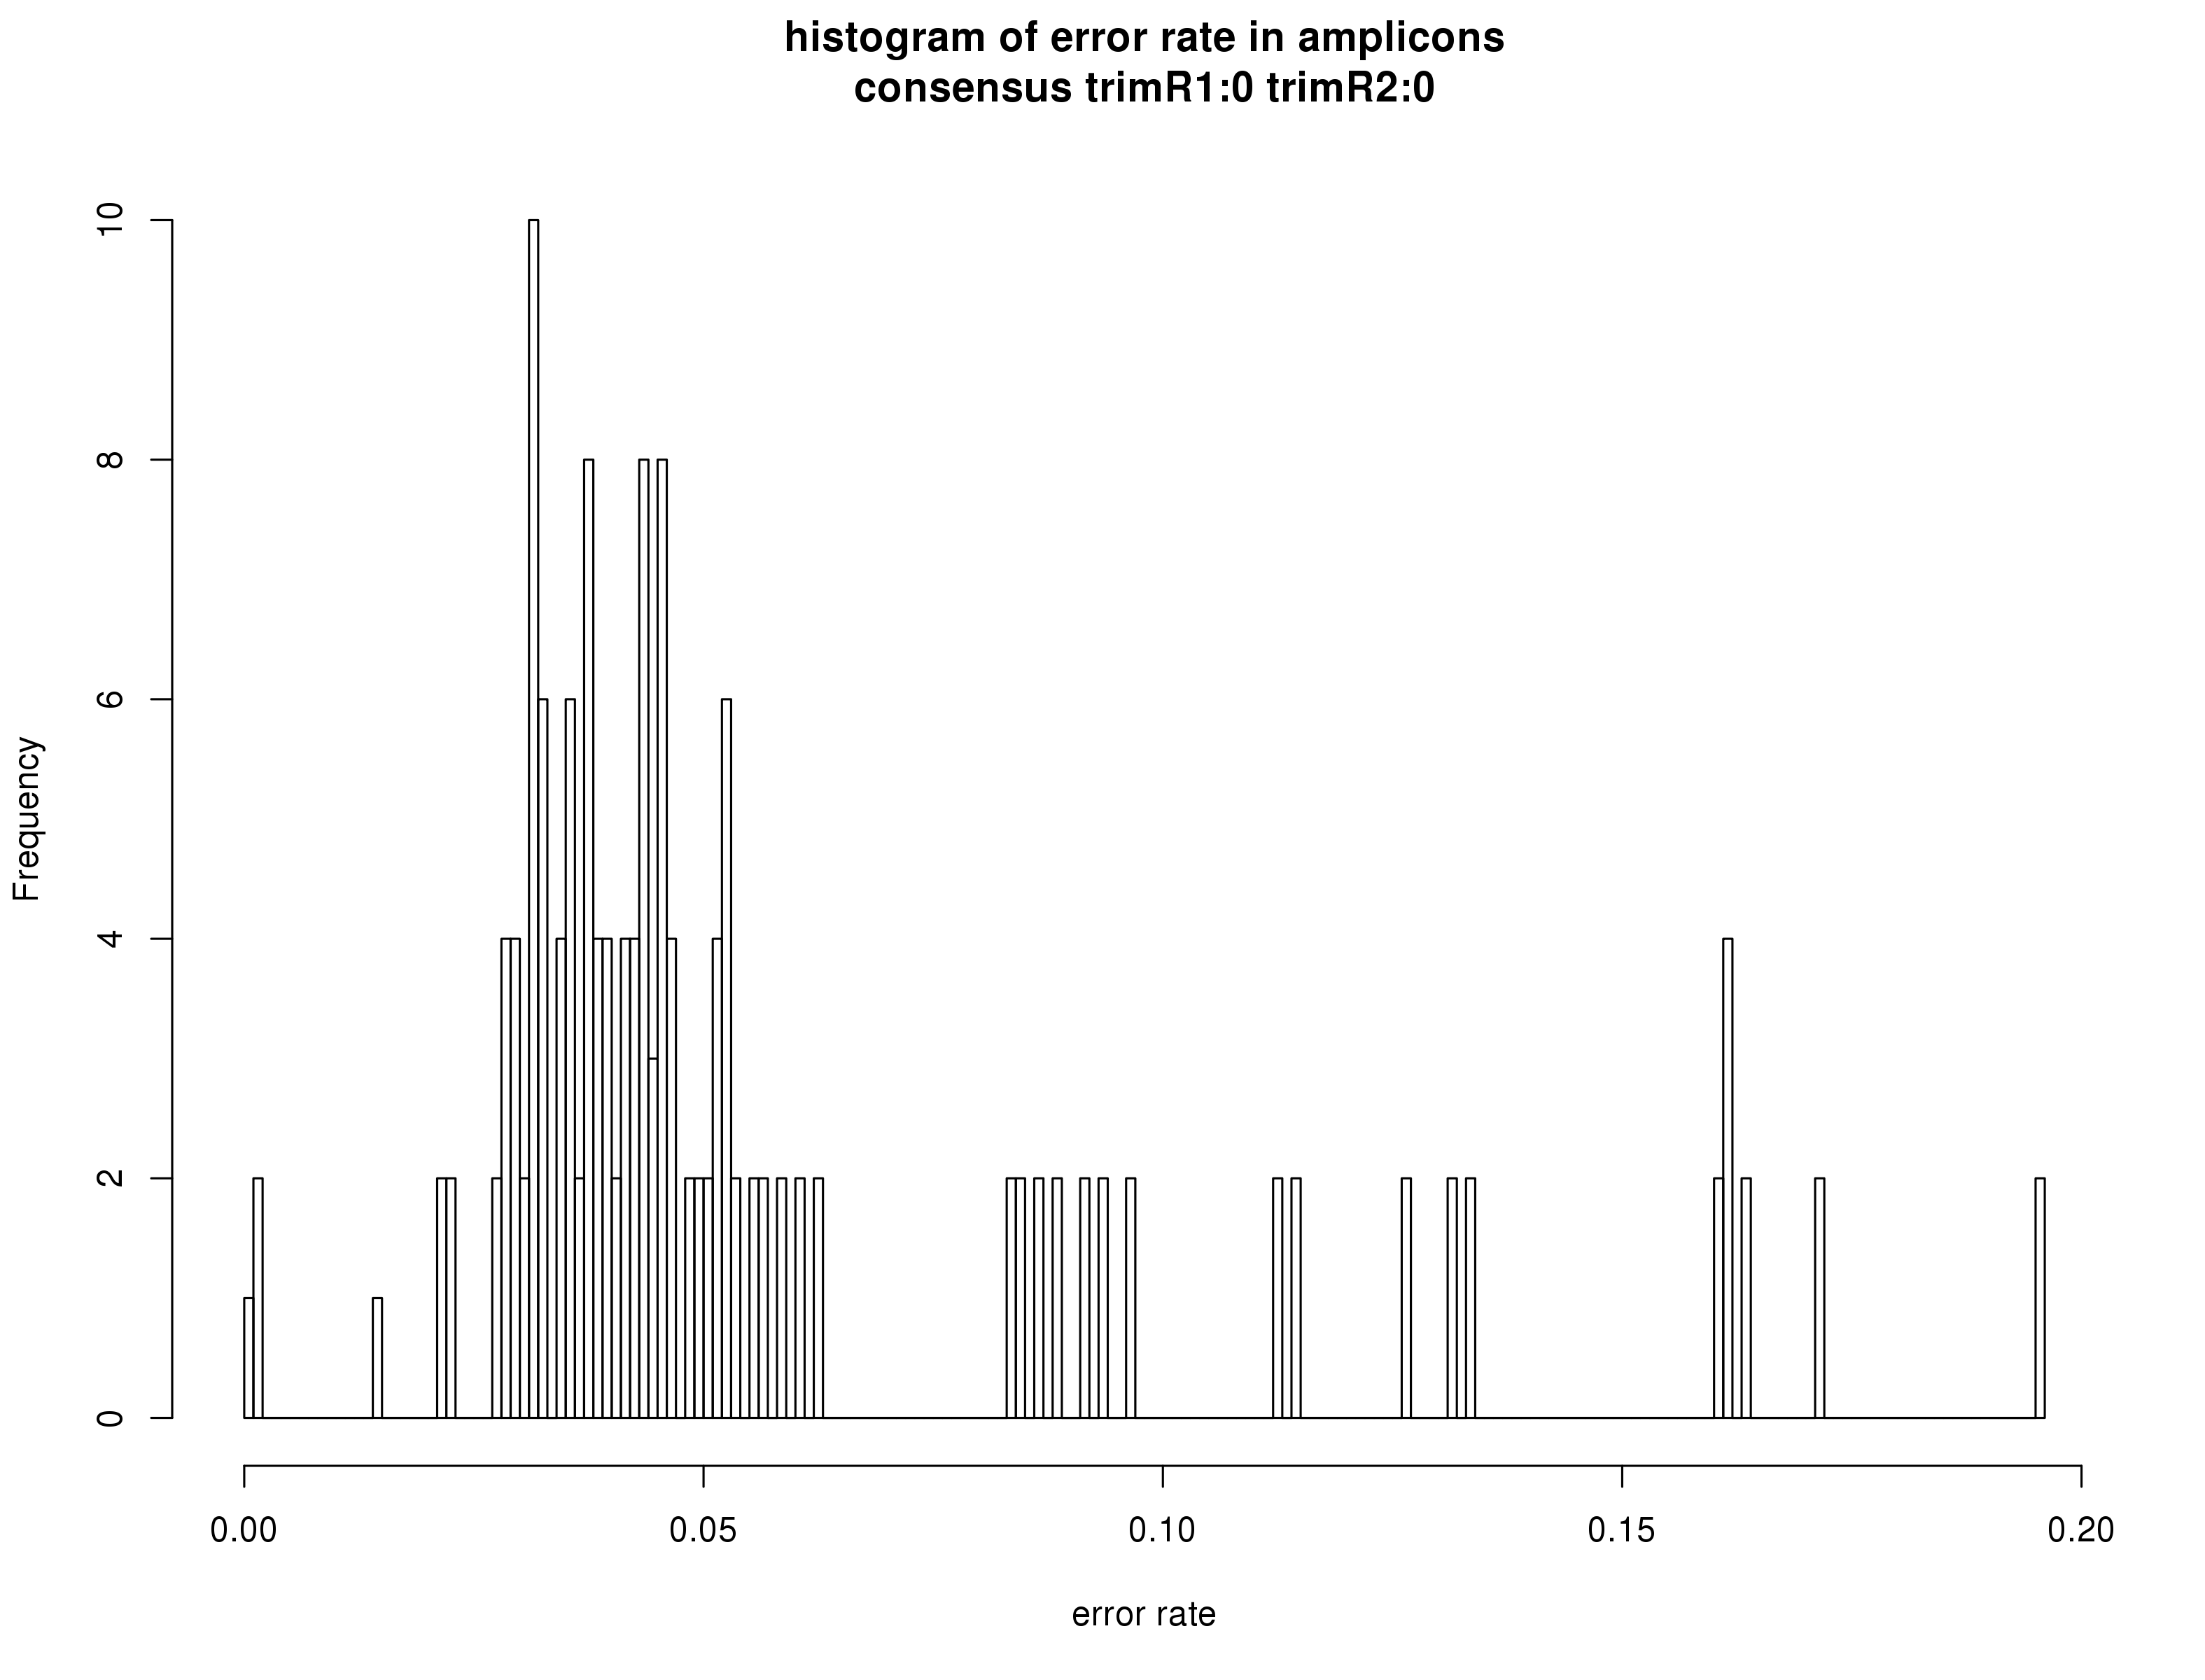 histogram of error rate in amplicons
consensus trimR1:0 trimR2:0
10
8
6
4
2
0
Frequency
0.00 0.05 0.10 0.15 0.20
error rate